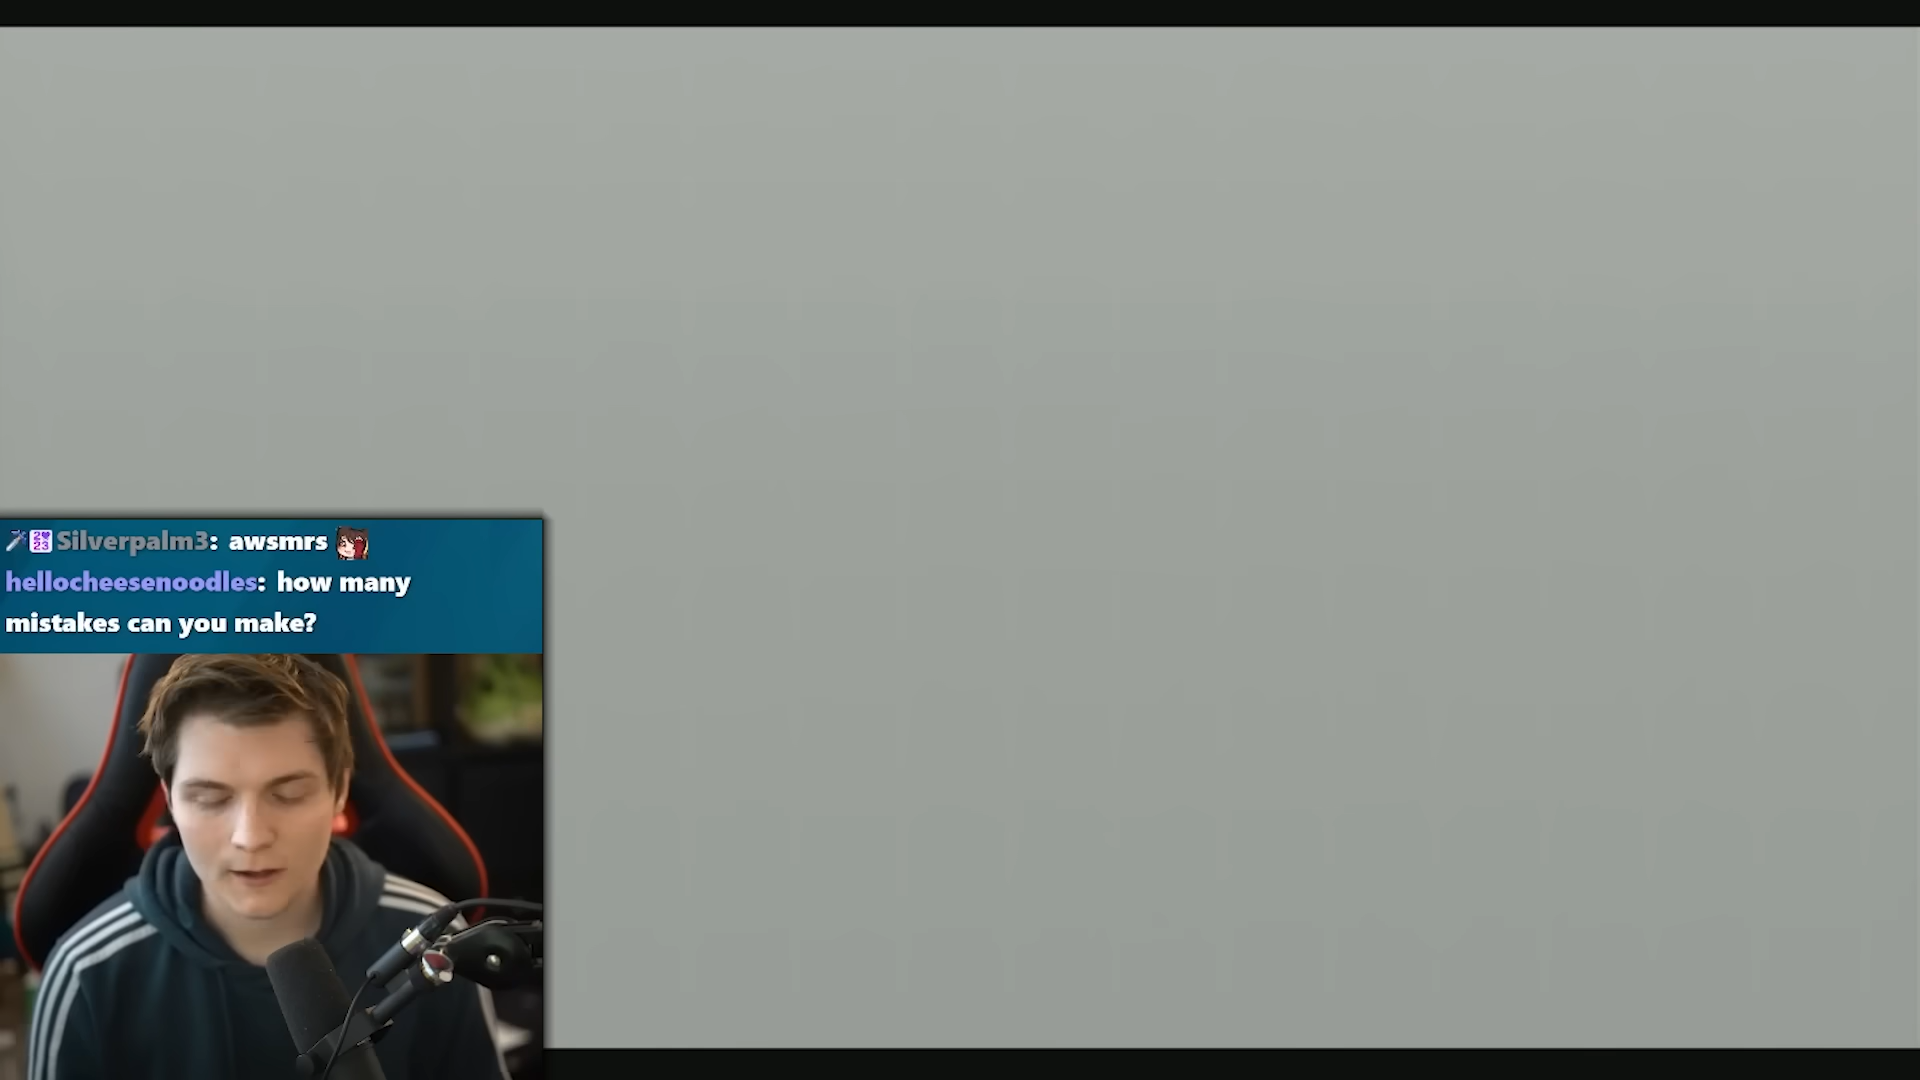 Silverpalm3: awsmrs
hellocheesenoodles: how many
mistakes can you make?